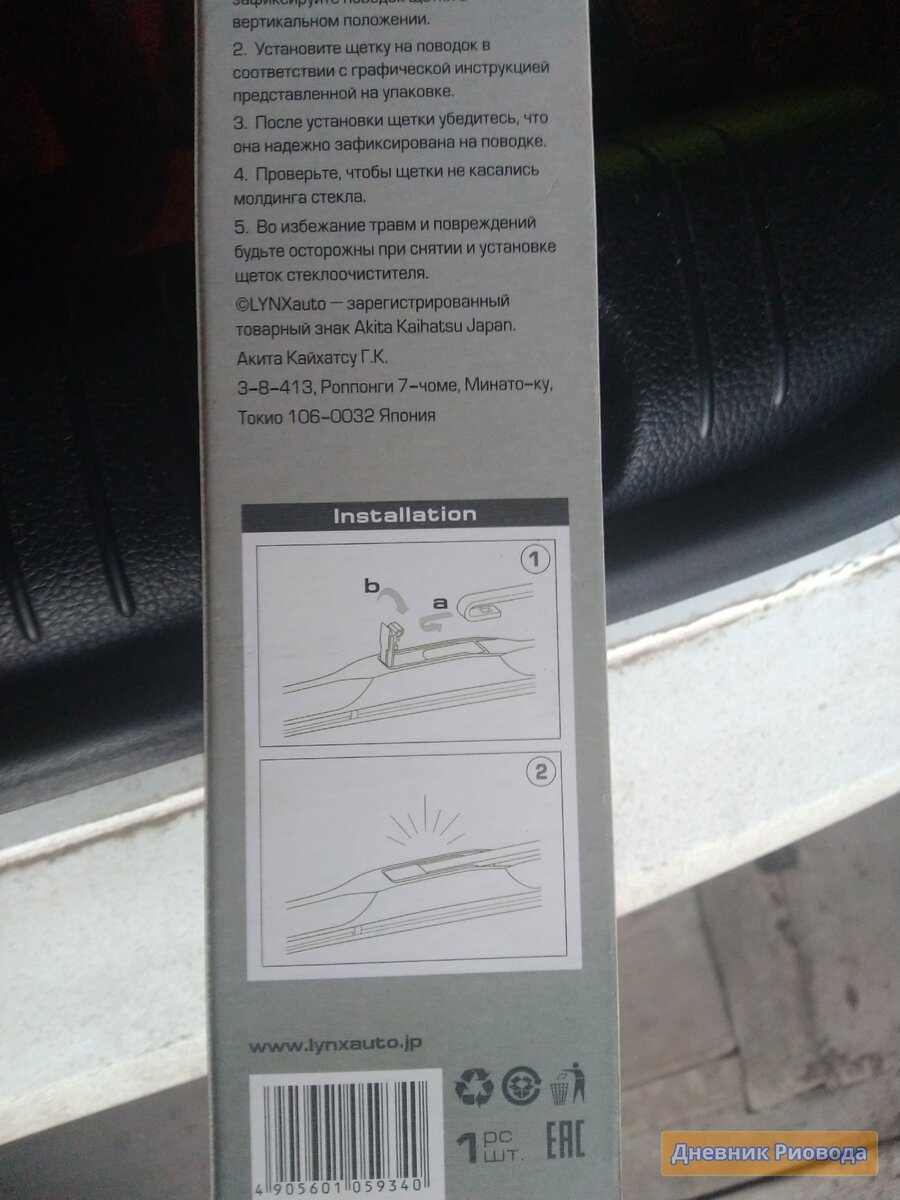 вертикальном положении.
2. Установите щетку на поводок в
соответствии с графической инструкцией
представленной на упаковке.
3. После установки щетки убедитесь, что
она надежно зафиксирована на поводке.
4. Проверьте, чтобы щетки не касались
молдинга стекла.
5. Во избежание травм и повреждений
будьте осторожны при снятии и установке
щеток стеклоочистителя.
©LYNXauto — зарегистрированный
товарный знак Akita Kaihatsu Japan.
Акита Кайхатсу Г.К.
3-8-413, Роппонги 7-чоме, Минато-ку,
Токио 106-0032 Япония
Installation
1
b
a
2
www.lynxauto.jp
1 pc
шт.
EAC
4 905601 059340
Дневник Риовода